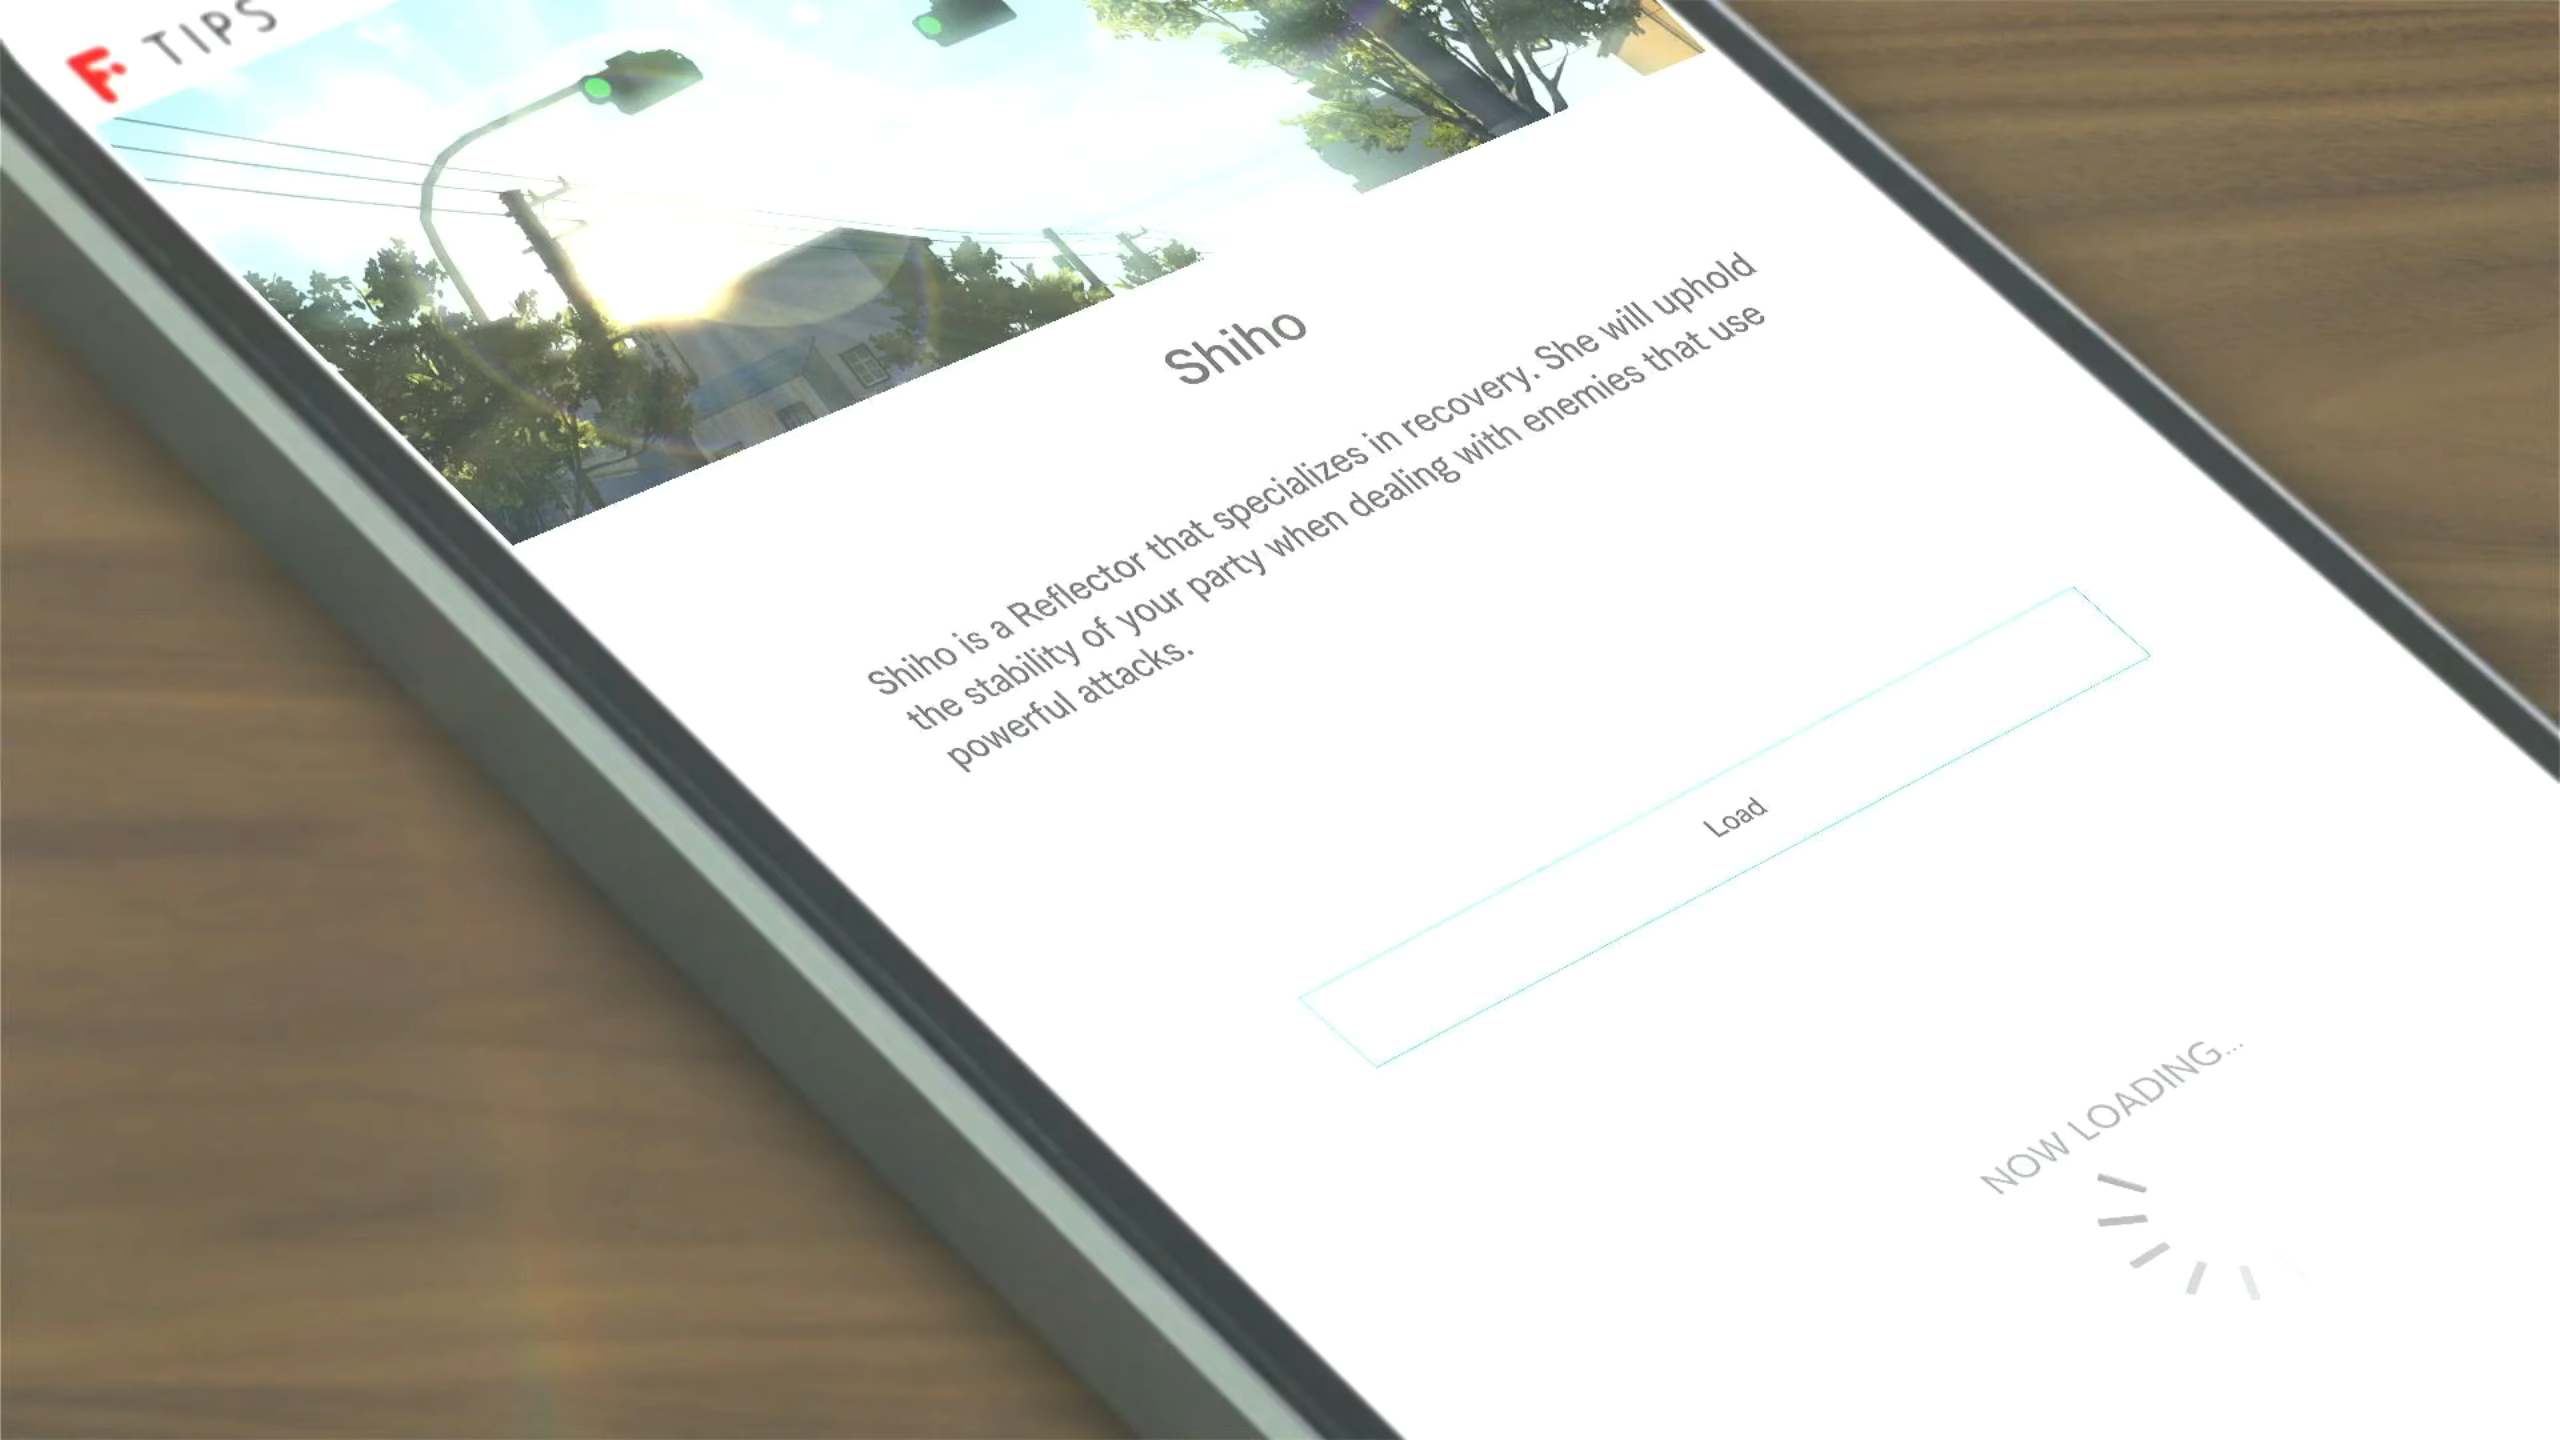 TIPS
Shiho
Shiho is a Reflector that specializes in recovery. She will uphold
the stability of your party when dealing with enemies that use
powerful attacks.
Load
NOW LOADING...